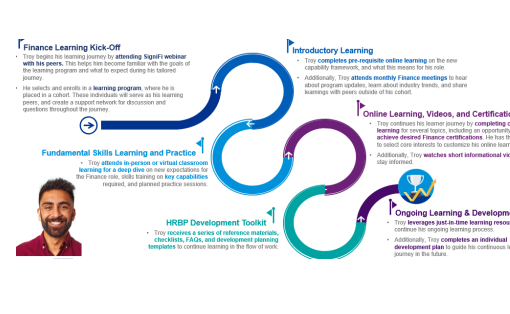 Finance Learning Kick-Off
• Troy begins his learning journey by attending SigniFi webinar
with his peers. This helps him become familiar with the goals of
the learning program and what to expect during his tailored
journey.
• He selects and enrolls in a learning program, where he is
placed in a cohort. These individuals will serve as his learning
peers, and create a support network for discussion and
questions throughout the journey.
Introductory Learning
• Troy completes pre-requisite online learning on the new
capability framework, and what this means for his role.
• Additionally, Troy attends monthly Finance meetings to hear
about program updates, learn about industry trends, and share
learnings with peers outside of his cohort.
Online Learning, Videos, and Certificatio
• Troy continues his learner journey by completing o
learning for several topics, including an opportunity
achieve desired Finance certifications. He has th
to select core interests to customize his online learn
• Additionally, Troy watches short informational vid
stay informed.
Fundamental Skills Learning and Practice
• Troy attends in-person or virtual classroom
learning for a deep dive on new expectations for
the Finance role, skills training on key capabilities
required, and planned practice sessions.
HRBP Development Toolkit
• Troy receives a series of reference materials,
checklists, FAQs, and development planning
templates to continue learning in the flow of work.
Ongoing Learning & Developme
• Troy leverages just-in-time learning resou
continue his ongoing learning process.
• Additionally, Troy completes an individual
development plan to guide his continuous le
journey in the future.